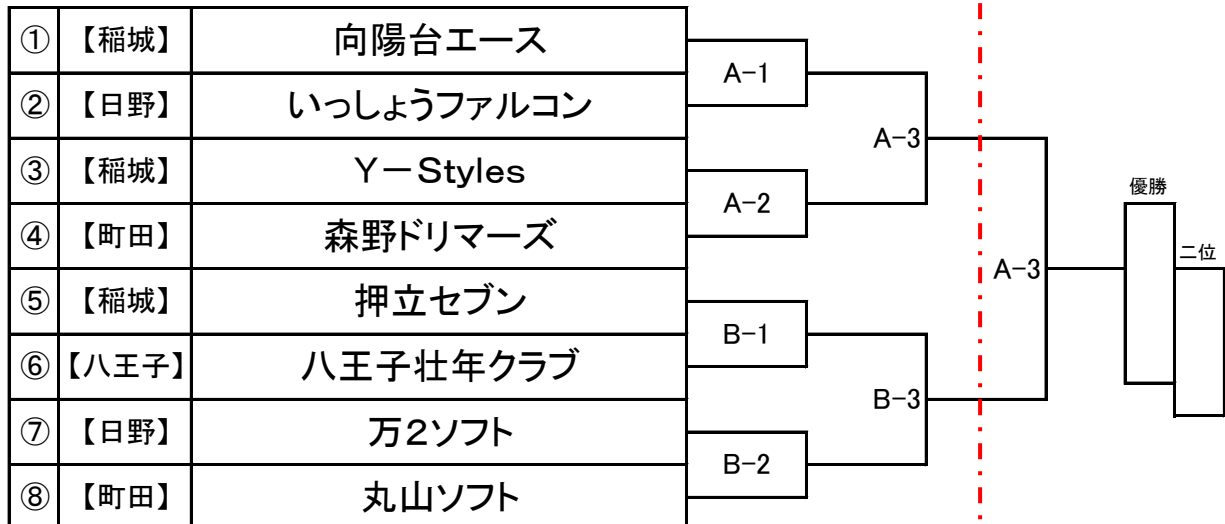 ① 【稲城】 向陽台エース
② 【日野】 いっしょうファルコン
③ 【稲城】 Y－Styles
④ 【町田】 森野ドリマーズ
⑤ 【稲城】 押立セブン
⑥ 【八王子】 八王子壮年クラブ
⑦ 【日野】 万２ソフト
⑧ 【町田】 丸山ソフト
A-1
A-2
B-1
B-2
A-3
B-3
A-3
優勝
二位